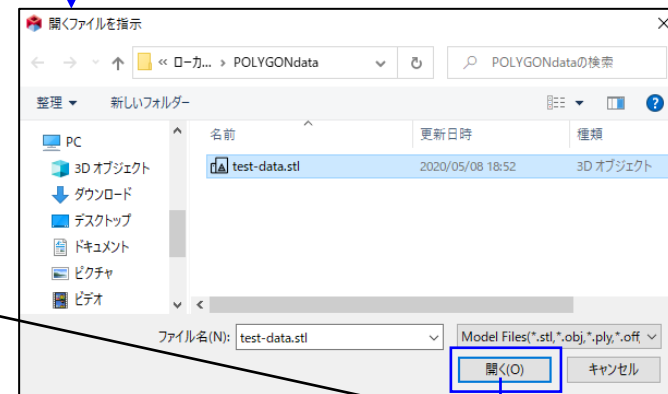 開くファイルを指示
« ローカ... › POLYGONdata
POLYGONdataの検索
整理 新しいフォルダー
名前 更新日時 種類
PC
3D オブジェクト
ダウンロード
デスクトップ
ドキュメント
ピクチャ
ビデオ
test-data.stl 2020/05/08 18:52 3D オブジェクト
ファイル名(N): test-data.stl Model Files(*.stl,*.obj,*.ply,*.off,
開く(O) キャンセル